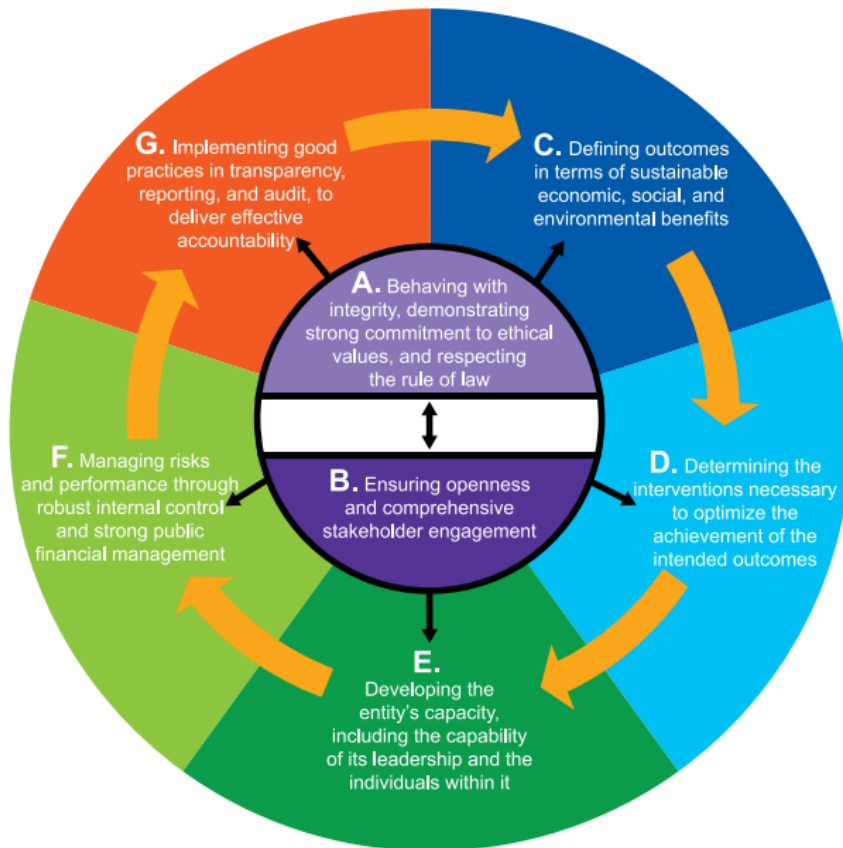 A. Behaving with
integrity, demonstrating
strong commitment to ethical
values, and respecting
the rule of law
B. Ensuring openness
and comprehensive
stakeholder engagement
C. Defining outcomes
in terms of sustainable
economic, social, and
environmental benefits
D. Determining the
interventions necessary
to optimize the
achievement of the
intended outcomes
E.
Developing the
entity's capacity,
including the capability
of its leadership and the
individuals within it
F. Managing risks
and performance through
robust internal control
and strong public
financial management
G. Implementing good
practices in transparency,
reporting, and audit, to
deliver effective
accountability